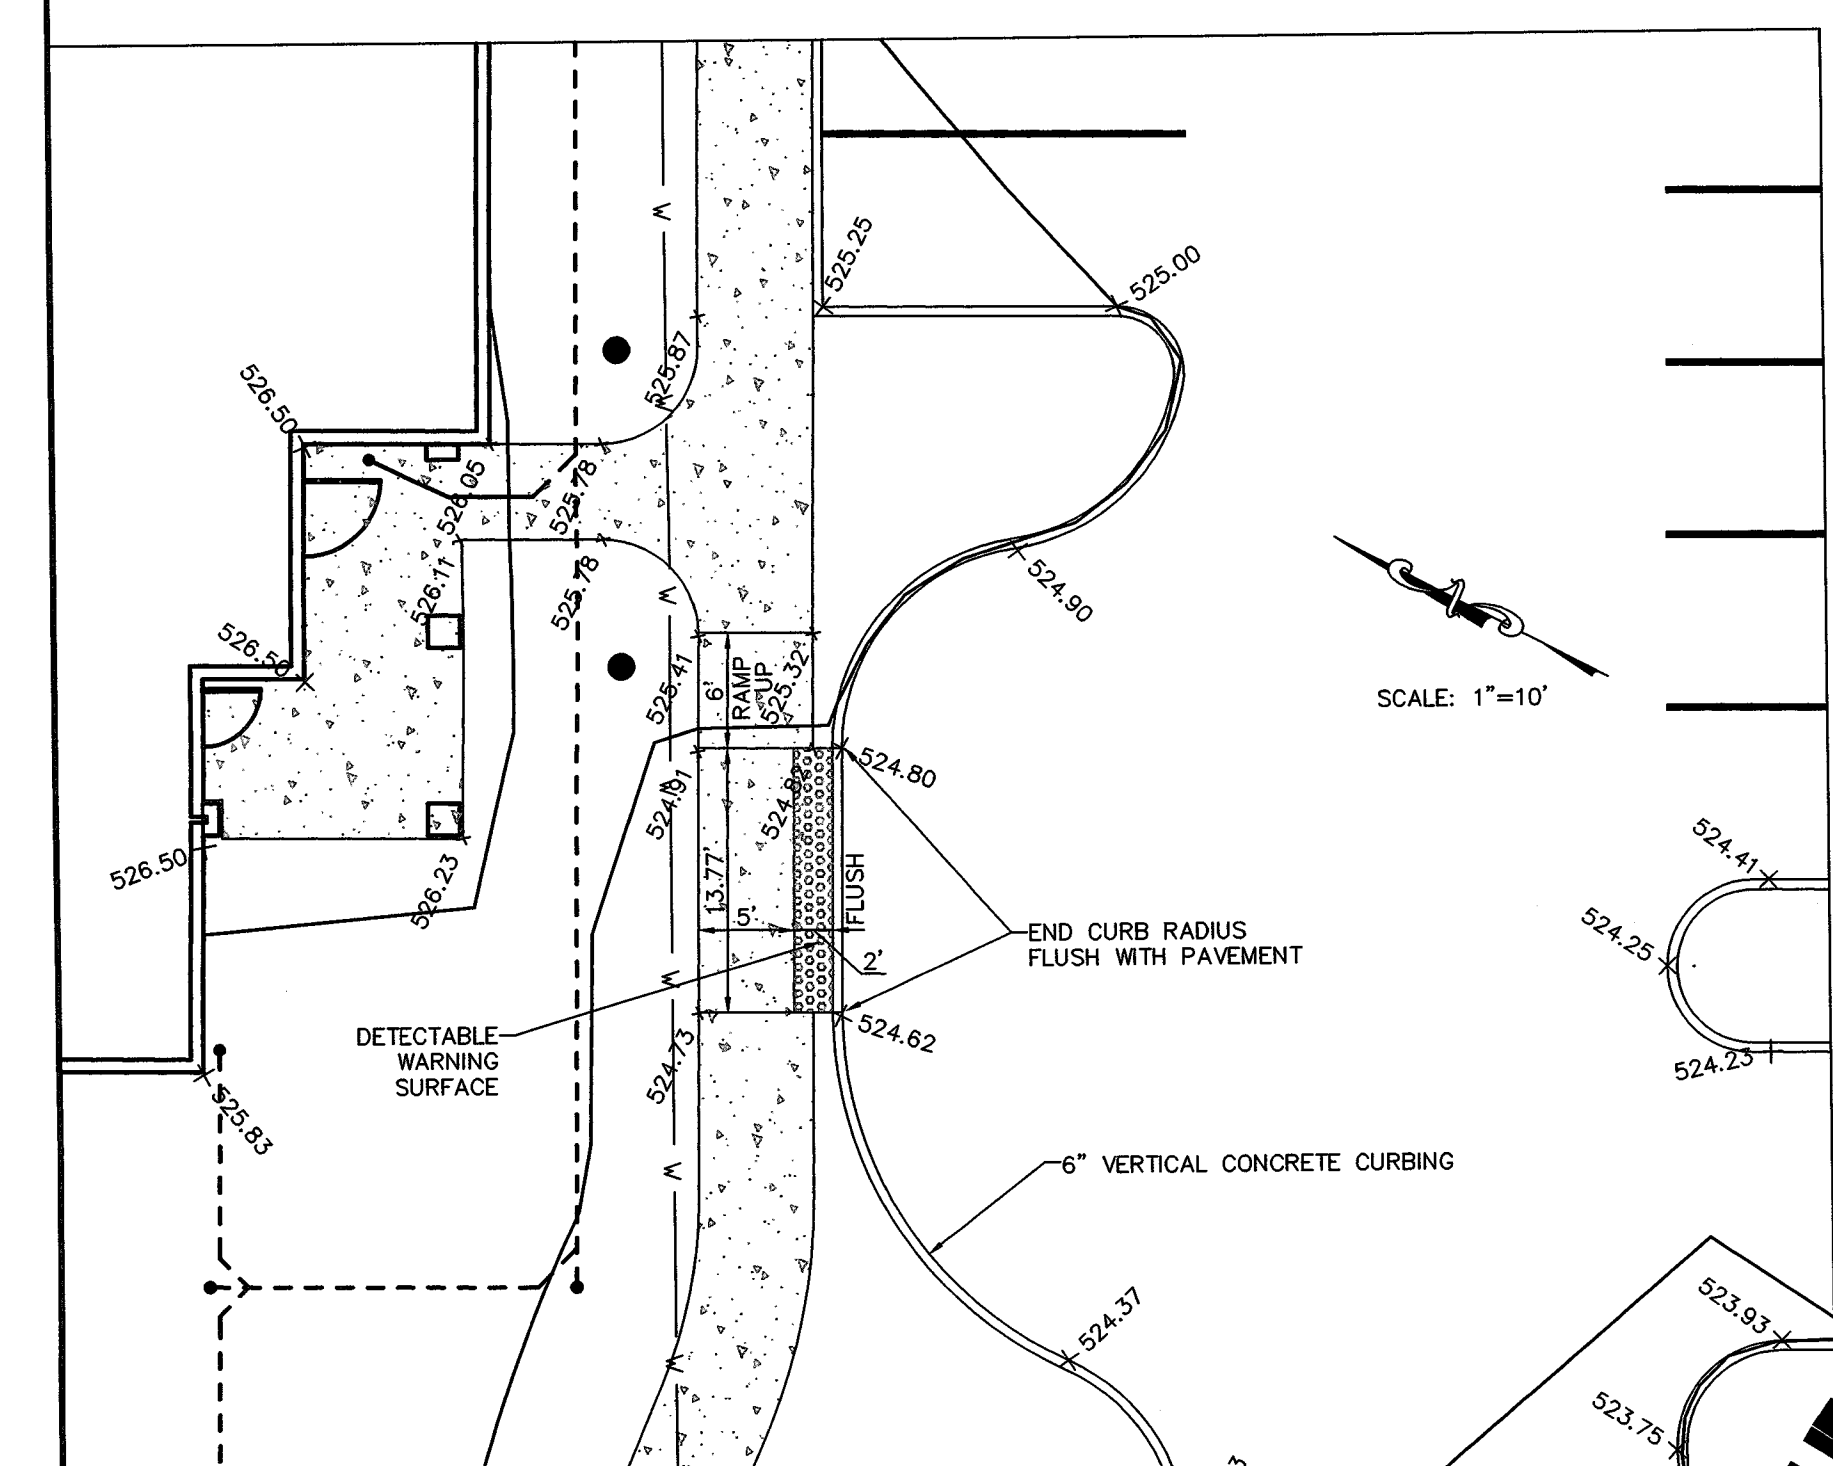 525.25
525.00
W
525.87
W
526.50
526.05
525.78
526.11
525.78
524.90
W
526.50
525.41
6'
RAMP
UP
525.32
SCALE: 1"=10'
524.80
524.91
W
524.82
13.77'
FLUSH
524.41
526.50
526.23
5'
2'
END CURB RADIUS
FLUSH WITH PAVEMENT
524.25
W
DETECTABLE
WARNING
SURFACE
524.73
524.62
524.23
525.83
W
6" VERTICAL CONCRETE CURBING
524.37
523.93
W
523.75
3